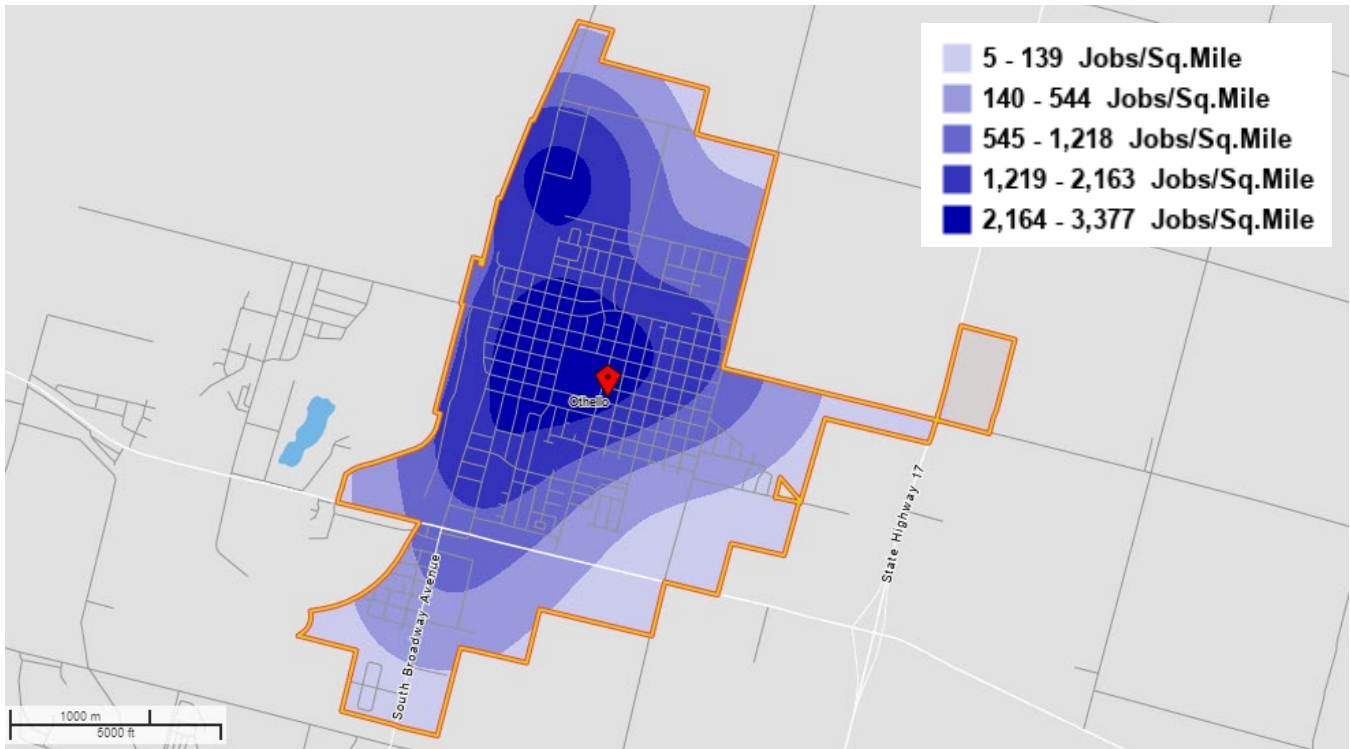 5 - 139 Jobs/Sq.Mile
140 - 544 Jobs/Sq.Mile
545 - 1,218 Jobs/Sq.Mile
1,219 - 2,163 Jobs/Sq.Mile
2,164 - 3,377 Jobs/Sq.Mile
Othello
State Highway 17
South Broadway Avenue
1000 m
5000 ft